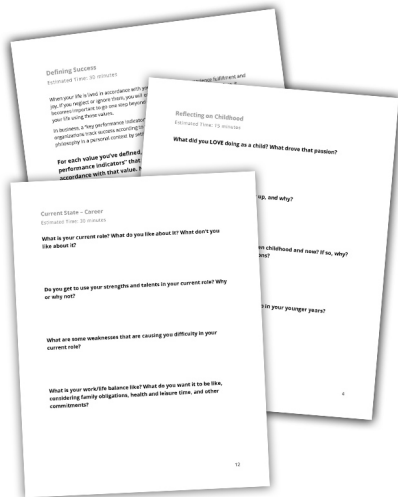 Defining Success
Estimated Time: 30 minutes
When your life is lived in accordance with
joy. If you neglect or ignore them, you will
becomes important to go one step beyond
your life using these values.
In business, a "key performance indicator
organizations track success according to
philosophy in a personal context by
For each value you've defined,
performance indicators" that
accordance with that value.
fulfillment and
Reflecting on Childhood
Estimated Time: 15 minutes
What did you LOVE doing as a child? What drove that passion?
up, and why?
childhood and now? If so, why?
in your younger years?
4
Current State – Career
Estimated Time: 20 minutes
What is your current role? What do you like about it? What don't you
like about it?
Do you get to use your strengths and talents in your current role? Why
or why not?
What are some weaknesses that are causing you difficulty in your
current role?
What is your work/life balance like? What do you want it to be like,
considering family obligations, health and leisure time, and other
commitments?
12